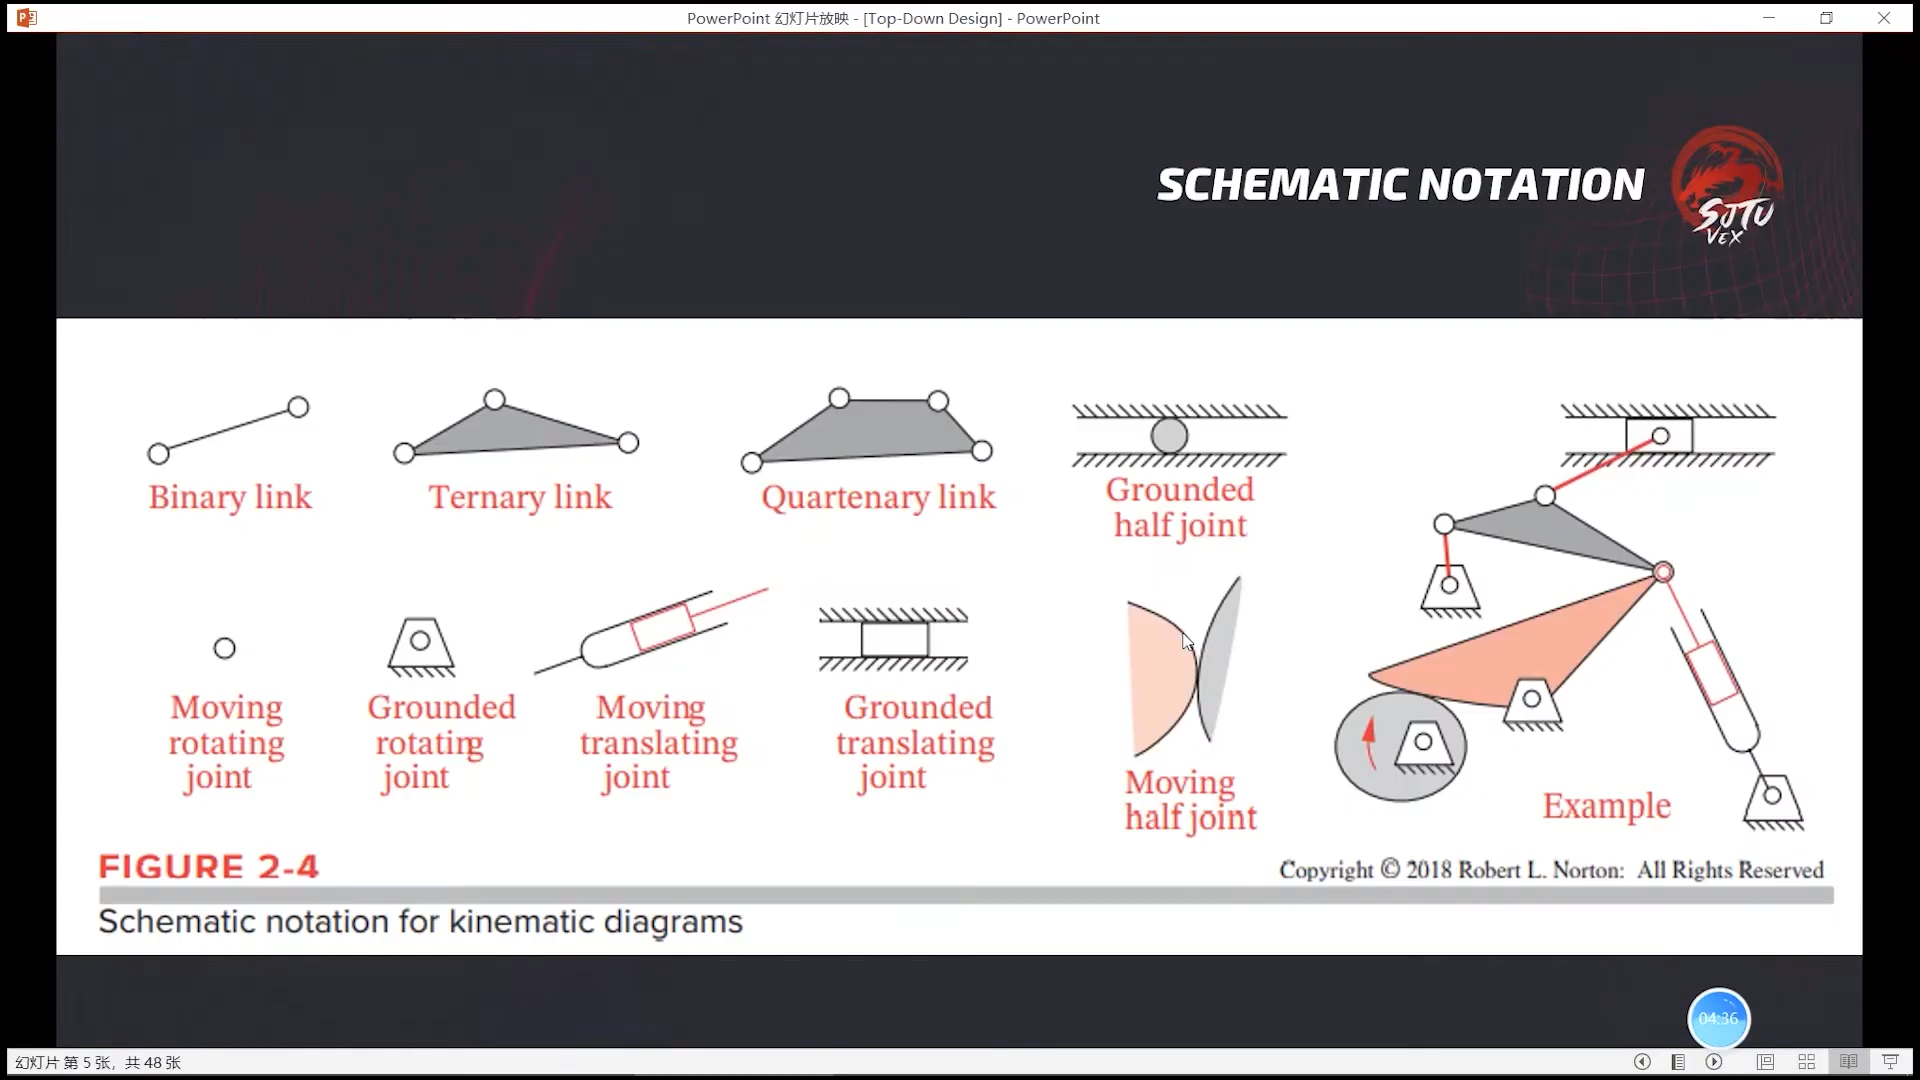 PowerPoint 幻灯片放映 - [Top-Down Design] - PowerPoint
SCHEMATIC NOTATION
SJTU
VEX
Binary link
Ternary link
Quartenary link
Grounded
half joint
Moving
rotating
joint
Grounded
rotating
joint
Moving
translating
joint
Grounded
translating
joint
Moving
half joint
Example
FIGURE 2-4
Copyright © 2018 Robert L. Norton: All Rights Reserved
Schematic notation for kinematic diagrams
04:36
幻灯片 第 5 张，共 48 张